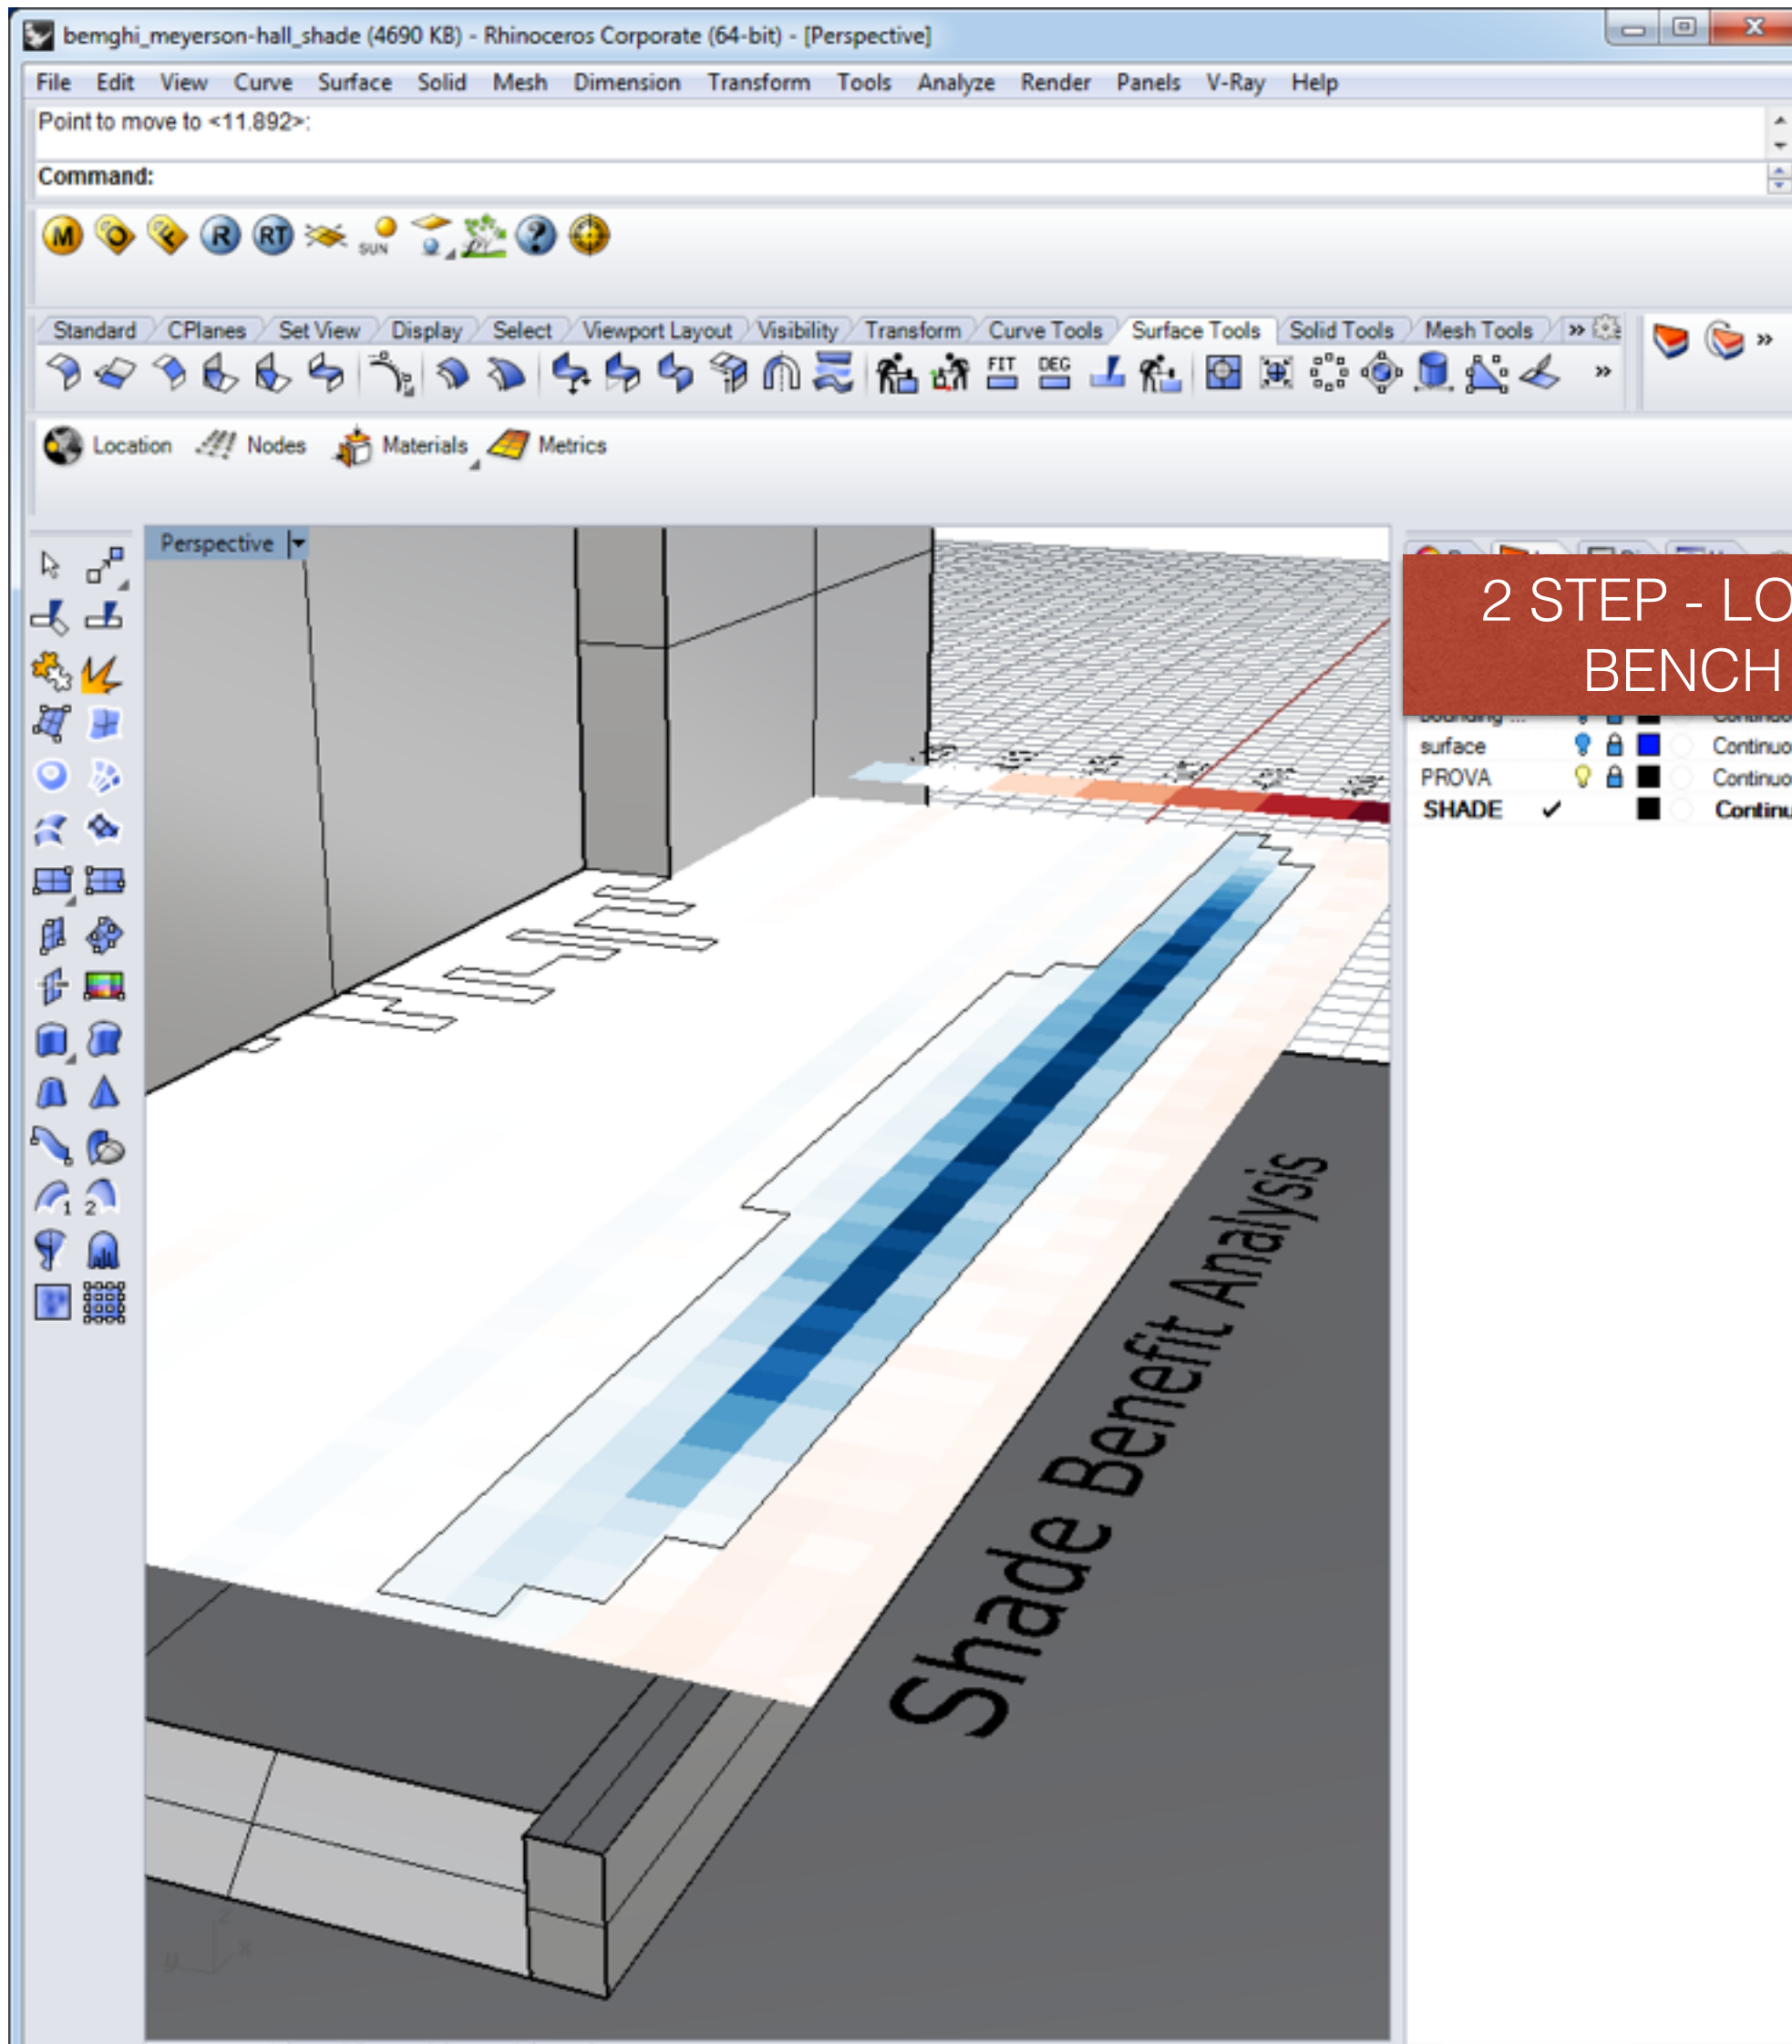 bemghi_meyerson-hall_shade (4690 KB) - Rhinoceros Corporate (64-bit) - [Perspective]
File Edit View Curve Surface Solid Mesh Dimension Transform Tools Analyze Render Panels V-Ray Help
Point to move to <11.892>:
Command:
M O F R RT SUN ?
Standard CPlanes Set View Display Select Viewport Layout Visibility Transform Curve Tools Surface Tools Solid Tools Mesh Tools »
FIT DEG
Location Nodes Materials Metrics
Perspective
2 STEP - LO
BENCH
surface Continuo
PROVA Continuo
SHADE Continu
1 2
Shade Benefit Analysis
z
y x